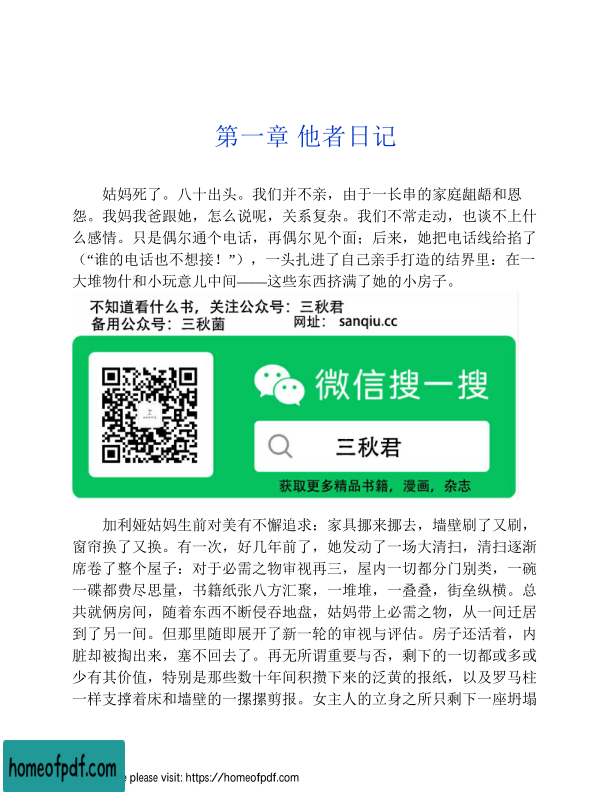 第一章 他者日记
姑妈死了。八十出头。我们并不亲，由于一长串的家庭龃龉和恩
怨。我妈我爸跟她，怎么说呢，关系复杂。我们不常走动，也谈不上什
么感情。只是偶尔通个电话，再偶尔见个面；后来，她把电话线给掐了
（“谁的电话也不想接！”），一头扎进了自己亲手打造的结界里：在一
大堆物什和小玩意儿中间——这些东西挤满了她的小房子。
不知道看什么书，关注公众号：三秋君
备用公众号：三秋菌 网址： sanqiu.cc
微信搜一搜
三秋君
获取更多精品书籍，漫画，杂志
加利娅姑妈生前对美有不懈追求：家具挪来挪去，墙壁刷了又刷，
窗帘换了又换。有一次，好几年前了，她发动了一场大清扫，清扫逐渐
席卷了整个屋子：对于必需之物审视再三，屋内一切都分门别类，一碗
一碟都费尽思量，书籍纸张八方汇聚，一堆堆，一叠叠，街垒纵横。总
共就俩房间，随着东西不断侵吞地盘，姑妈带上必需之物，从一间迁居
到了另一间。但那里随即展开了新一轮的审视与评估。房子还活着，内
脏却被掏出来，塞不回去了。再无所谓重要与否，剩下的一切都或多或
少有其价值，特别是那些数十年间积攒下来的泛黄的报纸，以及罗马柱
一样支撑着床和墙壁的一摞摞剪报。女主人的立身之所只剩下一座坍塌
homeofpdf.com
e please visit: https://homeofpdf.com